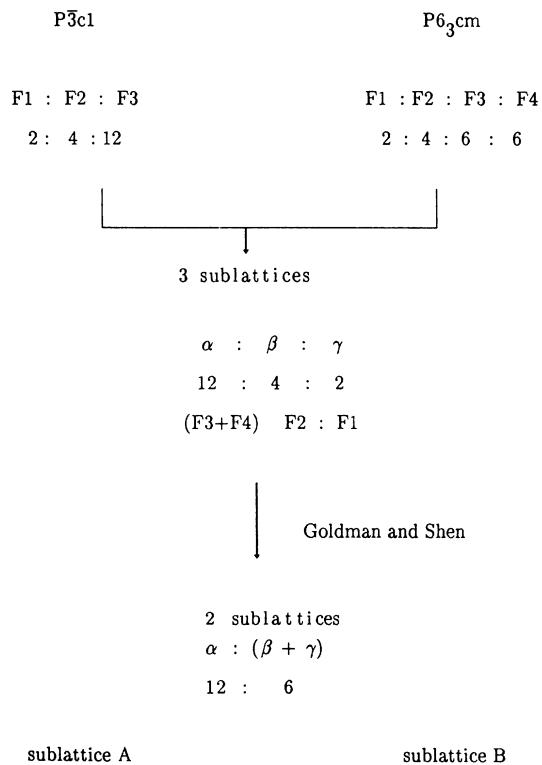 P3̅c1 P6₃cm
F1 : F2 : F3 F1 : F2 : F3 : F4
2 : 4 : 12 2 : 4 : 6 : 6
3 sublattices
α : β : γ
12 : 4 : 2
(F3+F4) F2 : F1
Goldman and Shen
2 sublattices
α : (β + γ)
12 : 6
sublattice A sublattice B